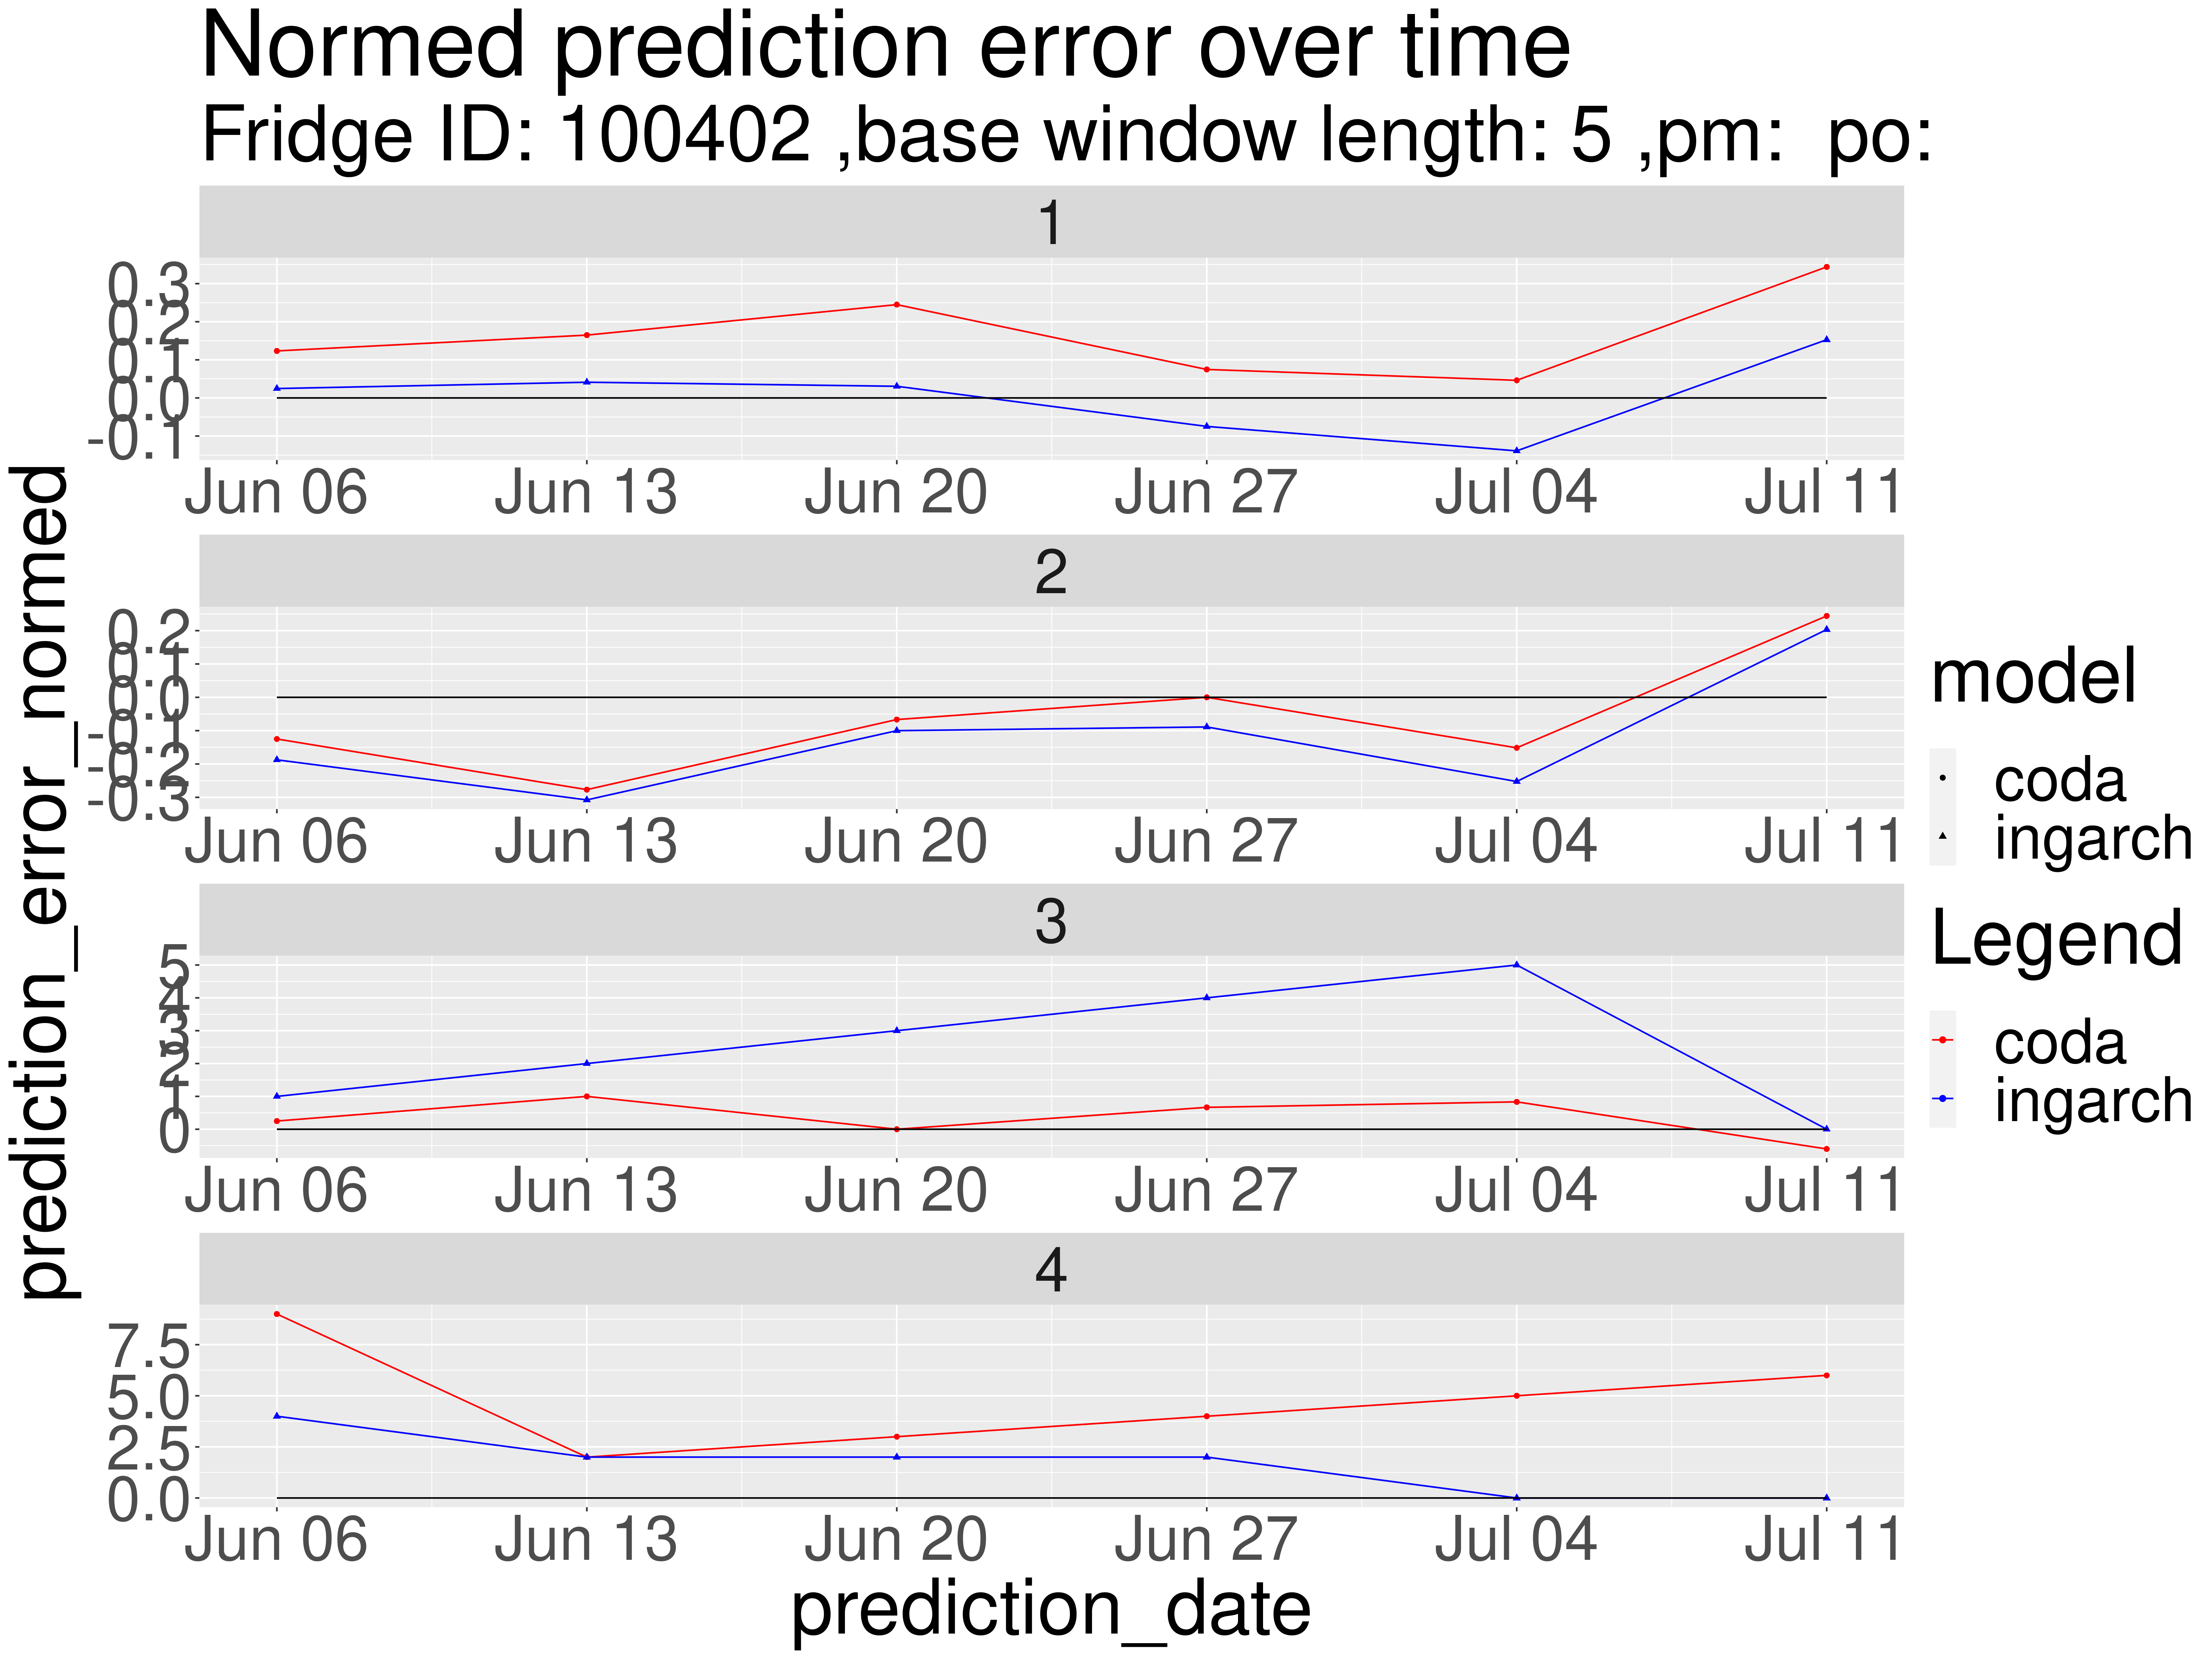 Normed prediction error over time
Fridge ID: 100402 ,base window length: 5 ,pm:  po:
prediction_error_normed
1
0.3
0.2
0.1
0.0
-0.1
Jun 06 Jun 13 Jun 20 Jun 27 Jul 04 Jul 11
2
0.2
0.1
0.0
-0.1
-0.2
-0.3
Jun 06 Jun 13 Jun 20 Jun 27 Jul 04 Jul 11
3
5
4
3
2
1
0
Jun 06 Jun 13 Jun 20 Jun 27 Jul 04 Jul 11
4
7.5
5.0
2.5
0.0
Jun 06 Jun 13 Jun 20 Jun 27 Jul 04 Jul 11
prediction_date
model
coda
ingarch
Legend
coda
ingarch